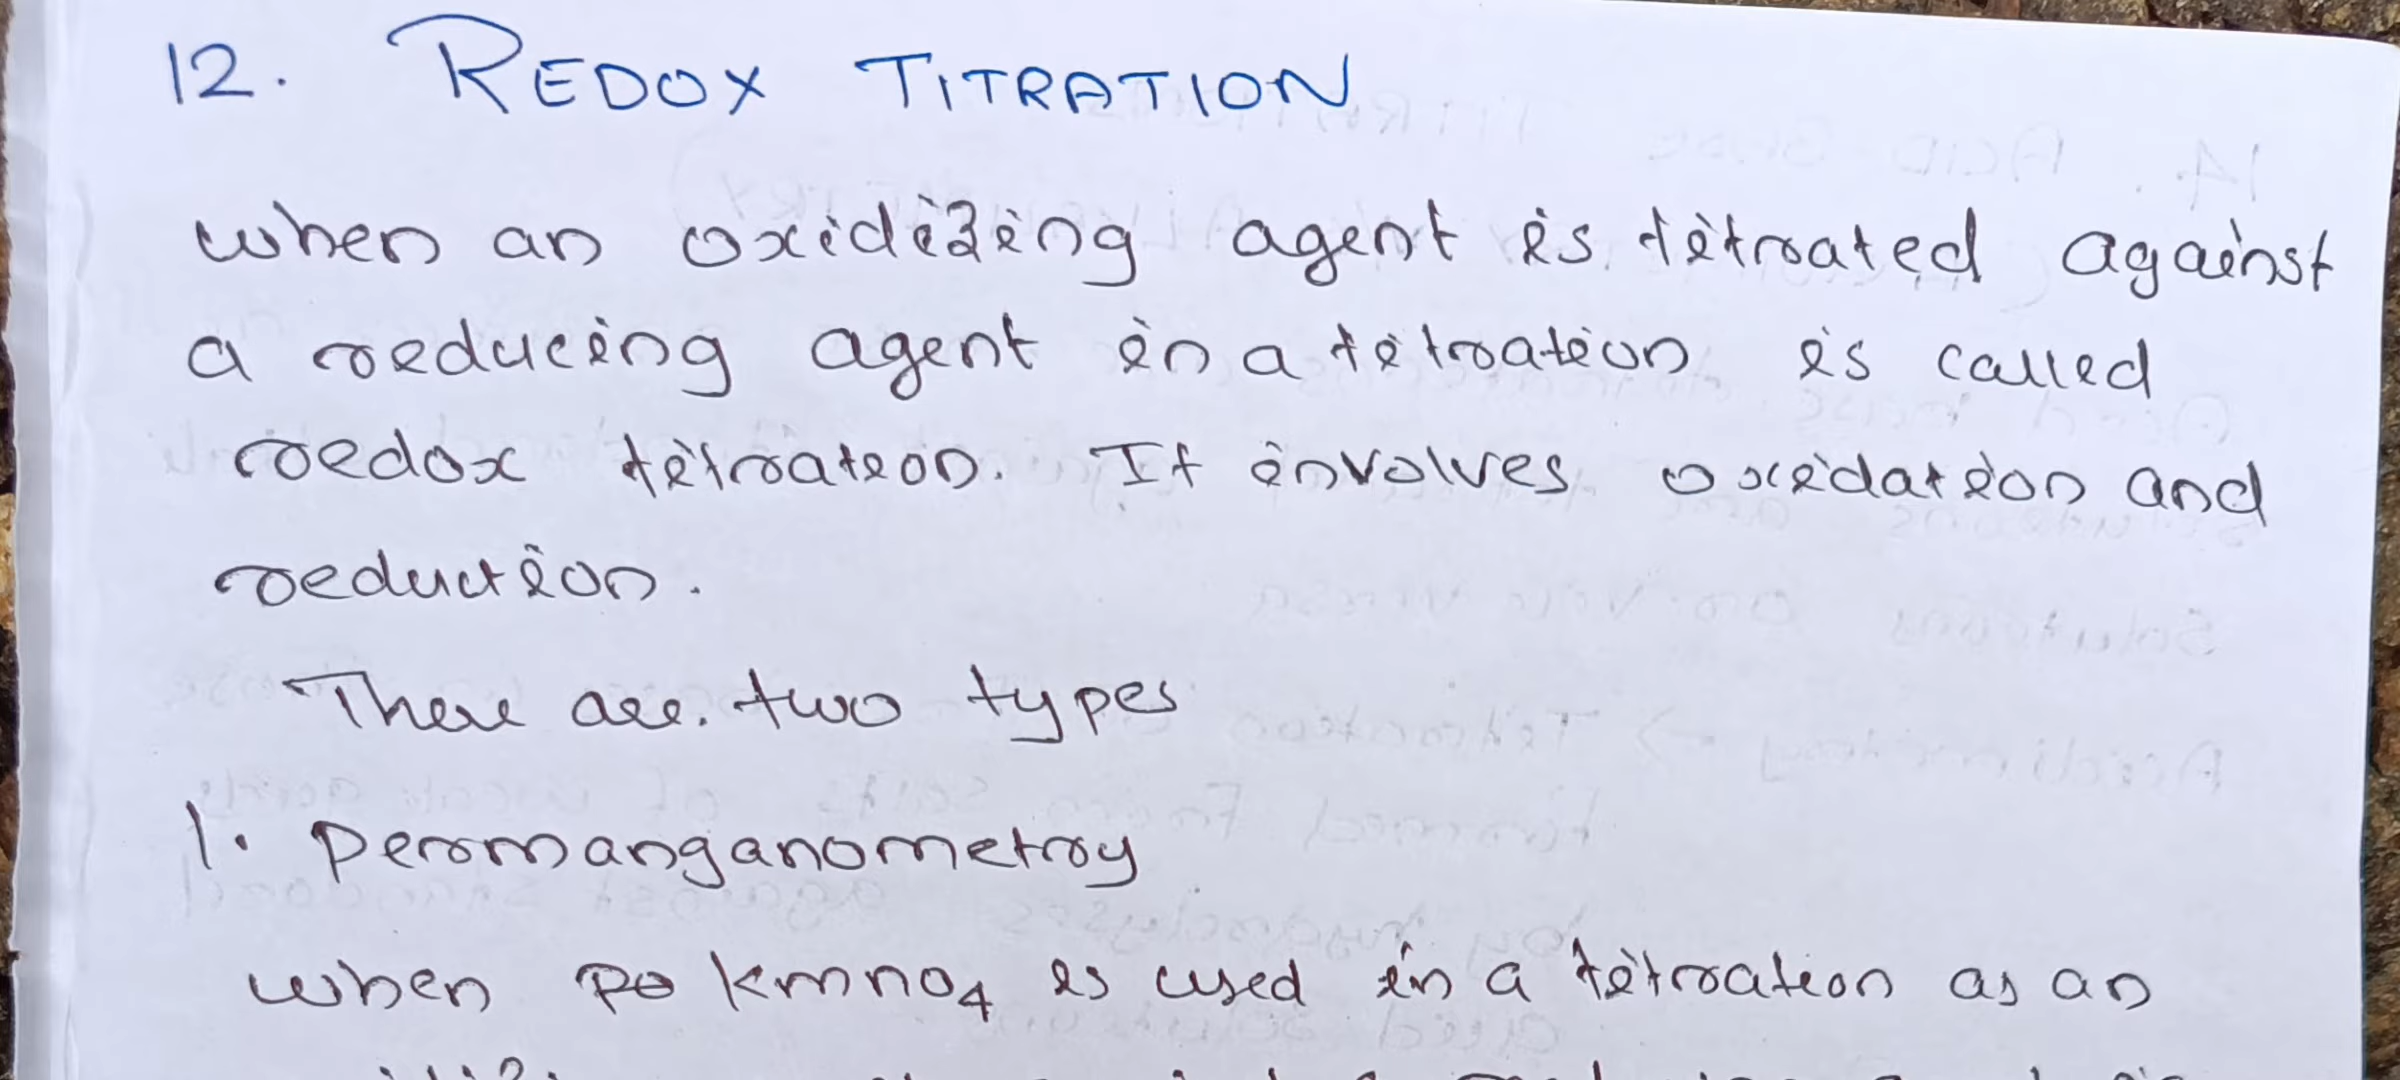 12. REDOX TITRATION
when an oxidizing agent is titrated against
a reducing agent in a titration is called
redox titration. It involves oxidation and
reduction.
There are two types
1. permanganometry
when po kmno4 is used in a titration as an